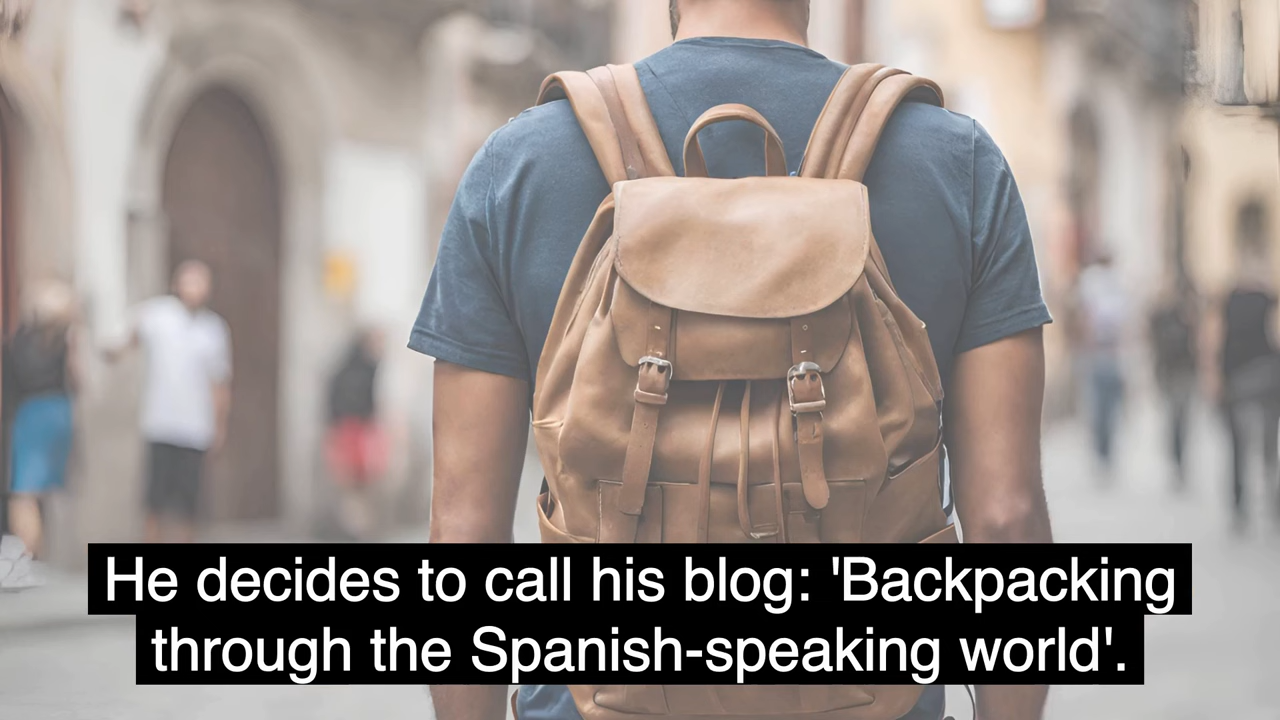 He decides to call his blog: 'Backpacking
through the Spanish-speaking world'.